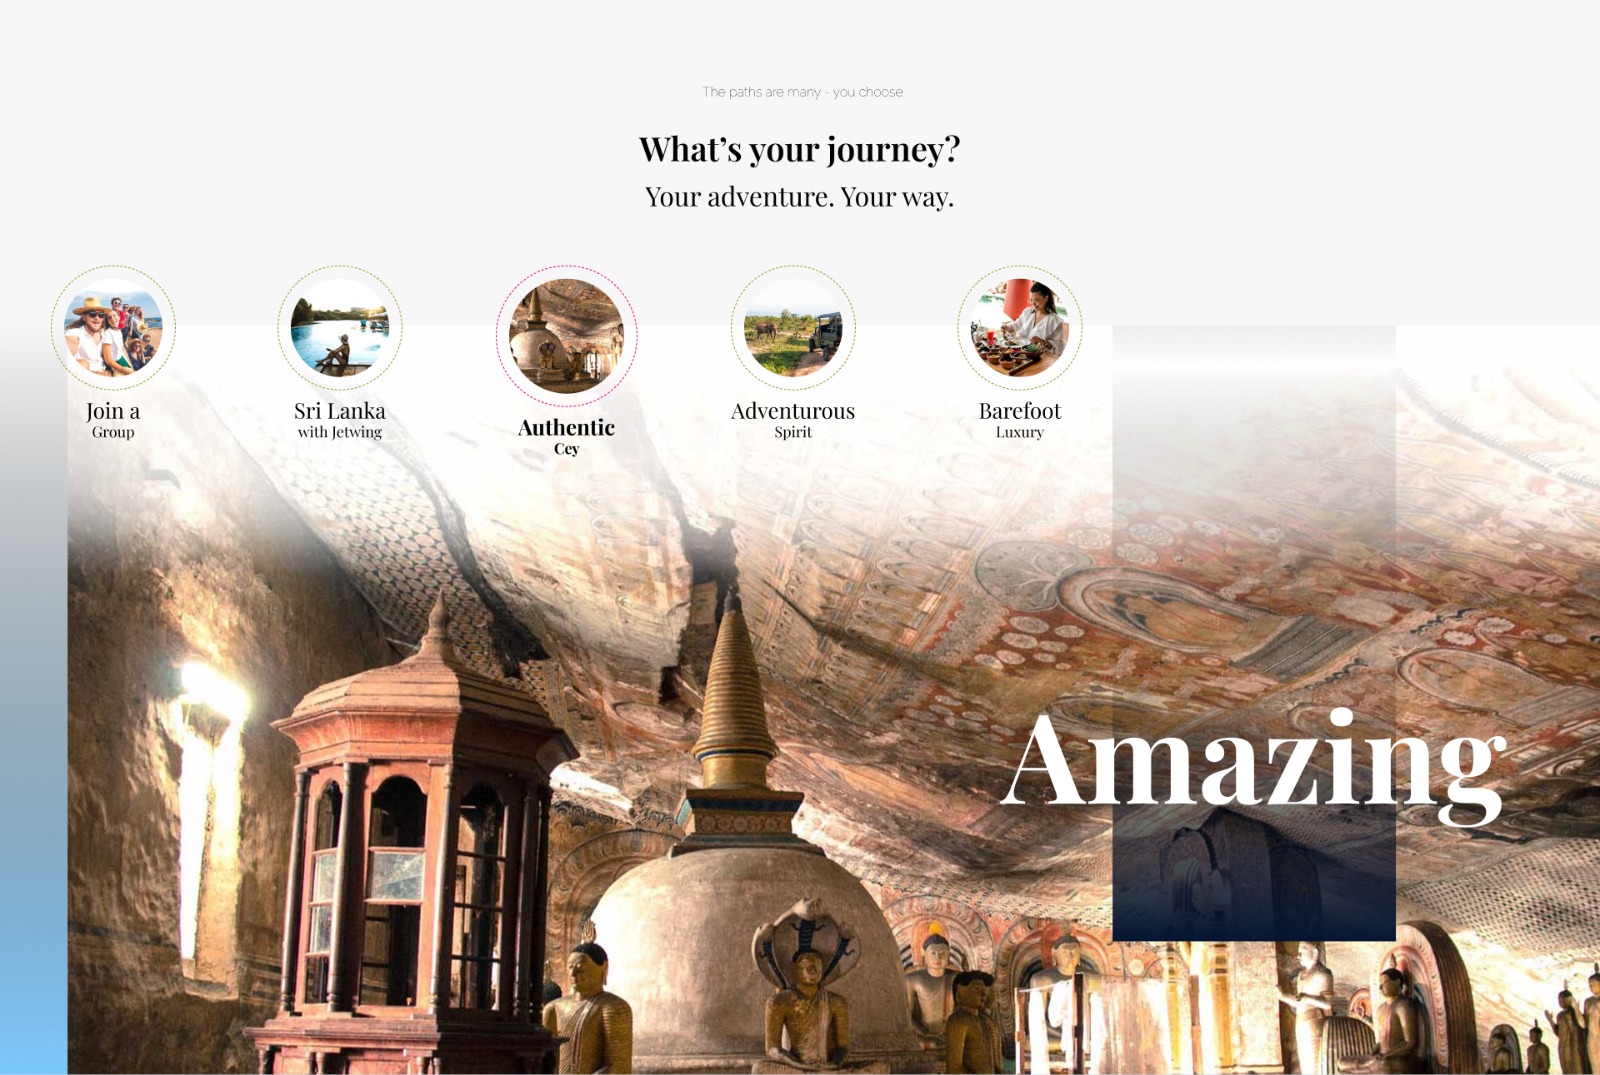 The paths are many - you choose.
What's your journey?
Your adventure. Your way.
Join a
Group
Sri Lanka
with Jetwing
Authentic
Cey
Adventurous
Spirit
Barefoot
Luxury
Amazing